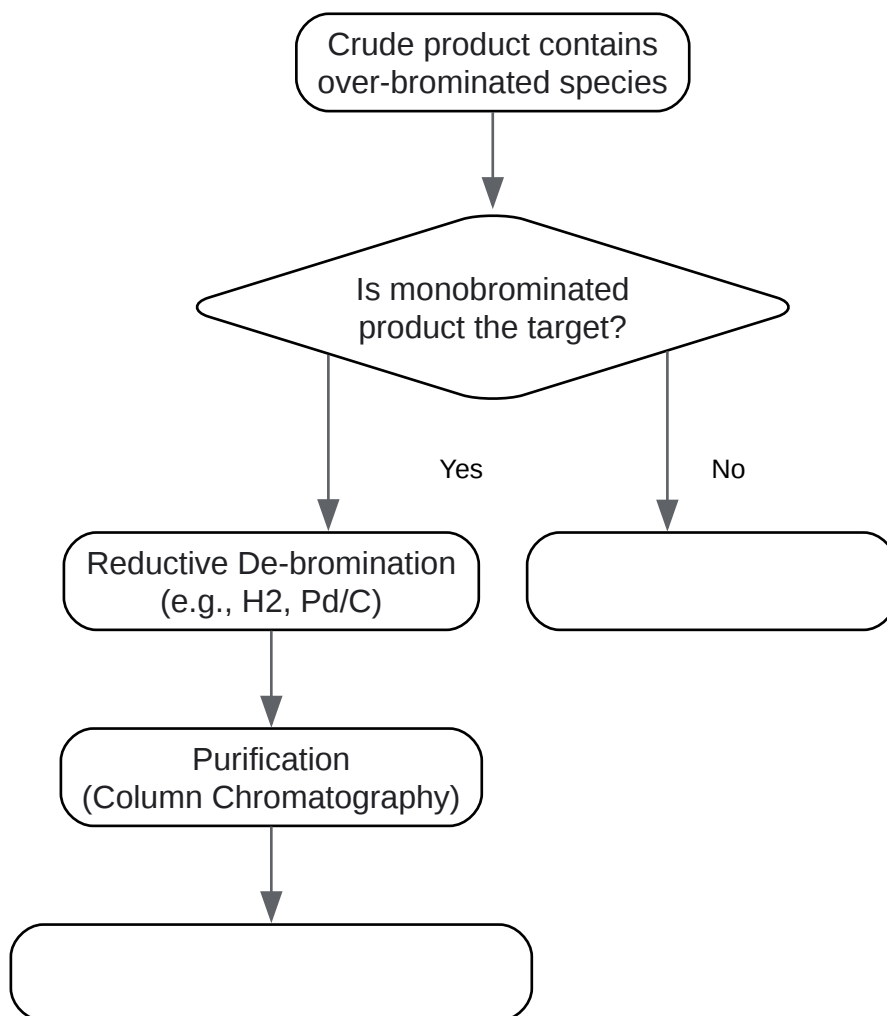 Crude product contains
over-brominated species
Is monobrominated
product the target?
Yes
No
Reductive De-bromination
(e.g., H2, Pd/C)
Purification
(Column Chromatography)